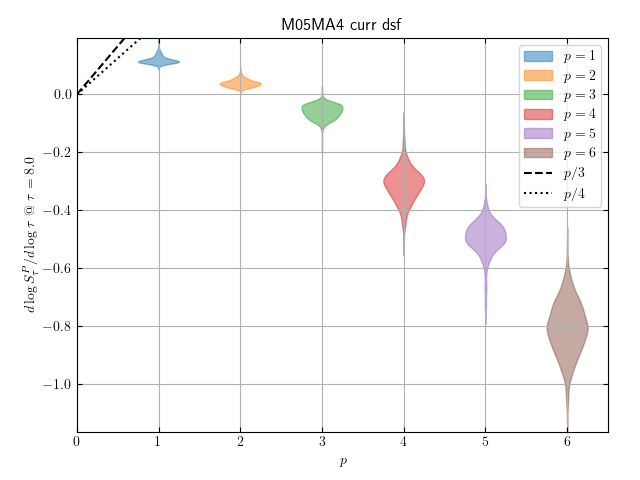 M05MA4 curr dsf
d log S_τ^P / d log τ @ τ = 8.0
0.0
−0.2
−0.4
−0.6
−0.8
−1.0
0 1 2 3 4 5 6
p
p = 1
p = 2
p = 3
p = 4
p = 5
p = 6
p/3
p/4